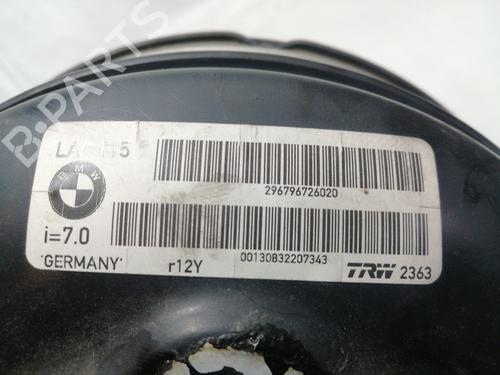 B-PARTS
BMW
296796726020
i=7.0
'GERMANY'
r12Y
00130832207343
TRW 2363